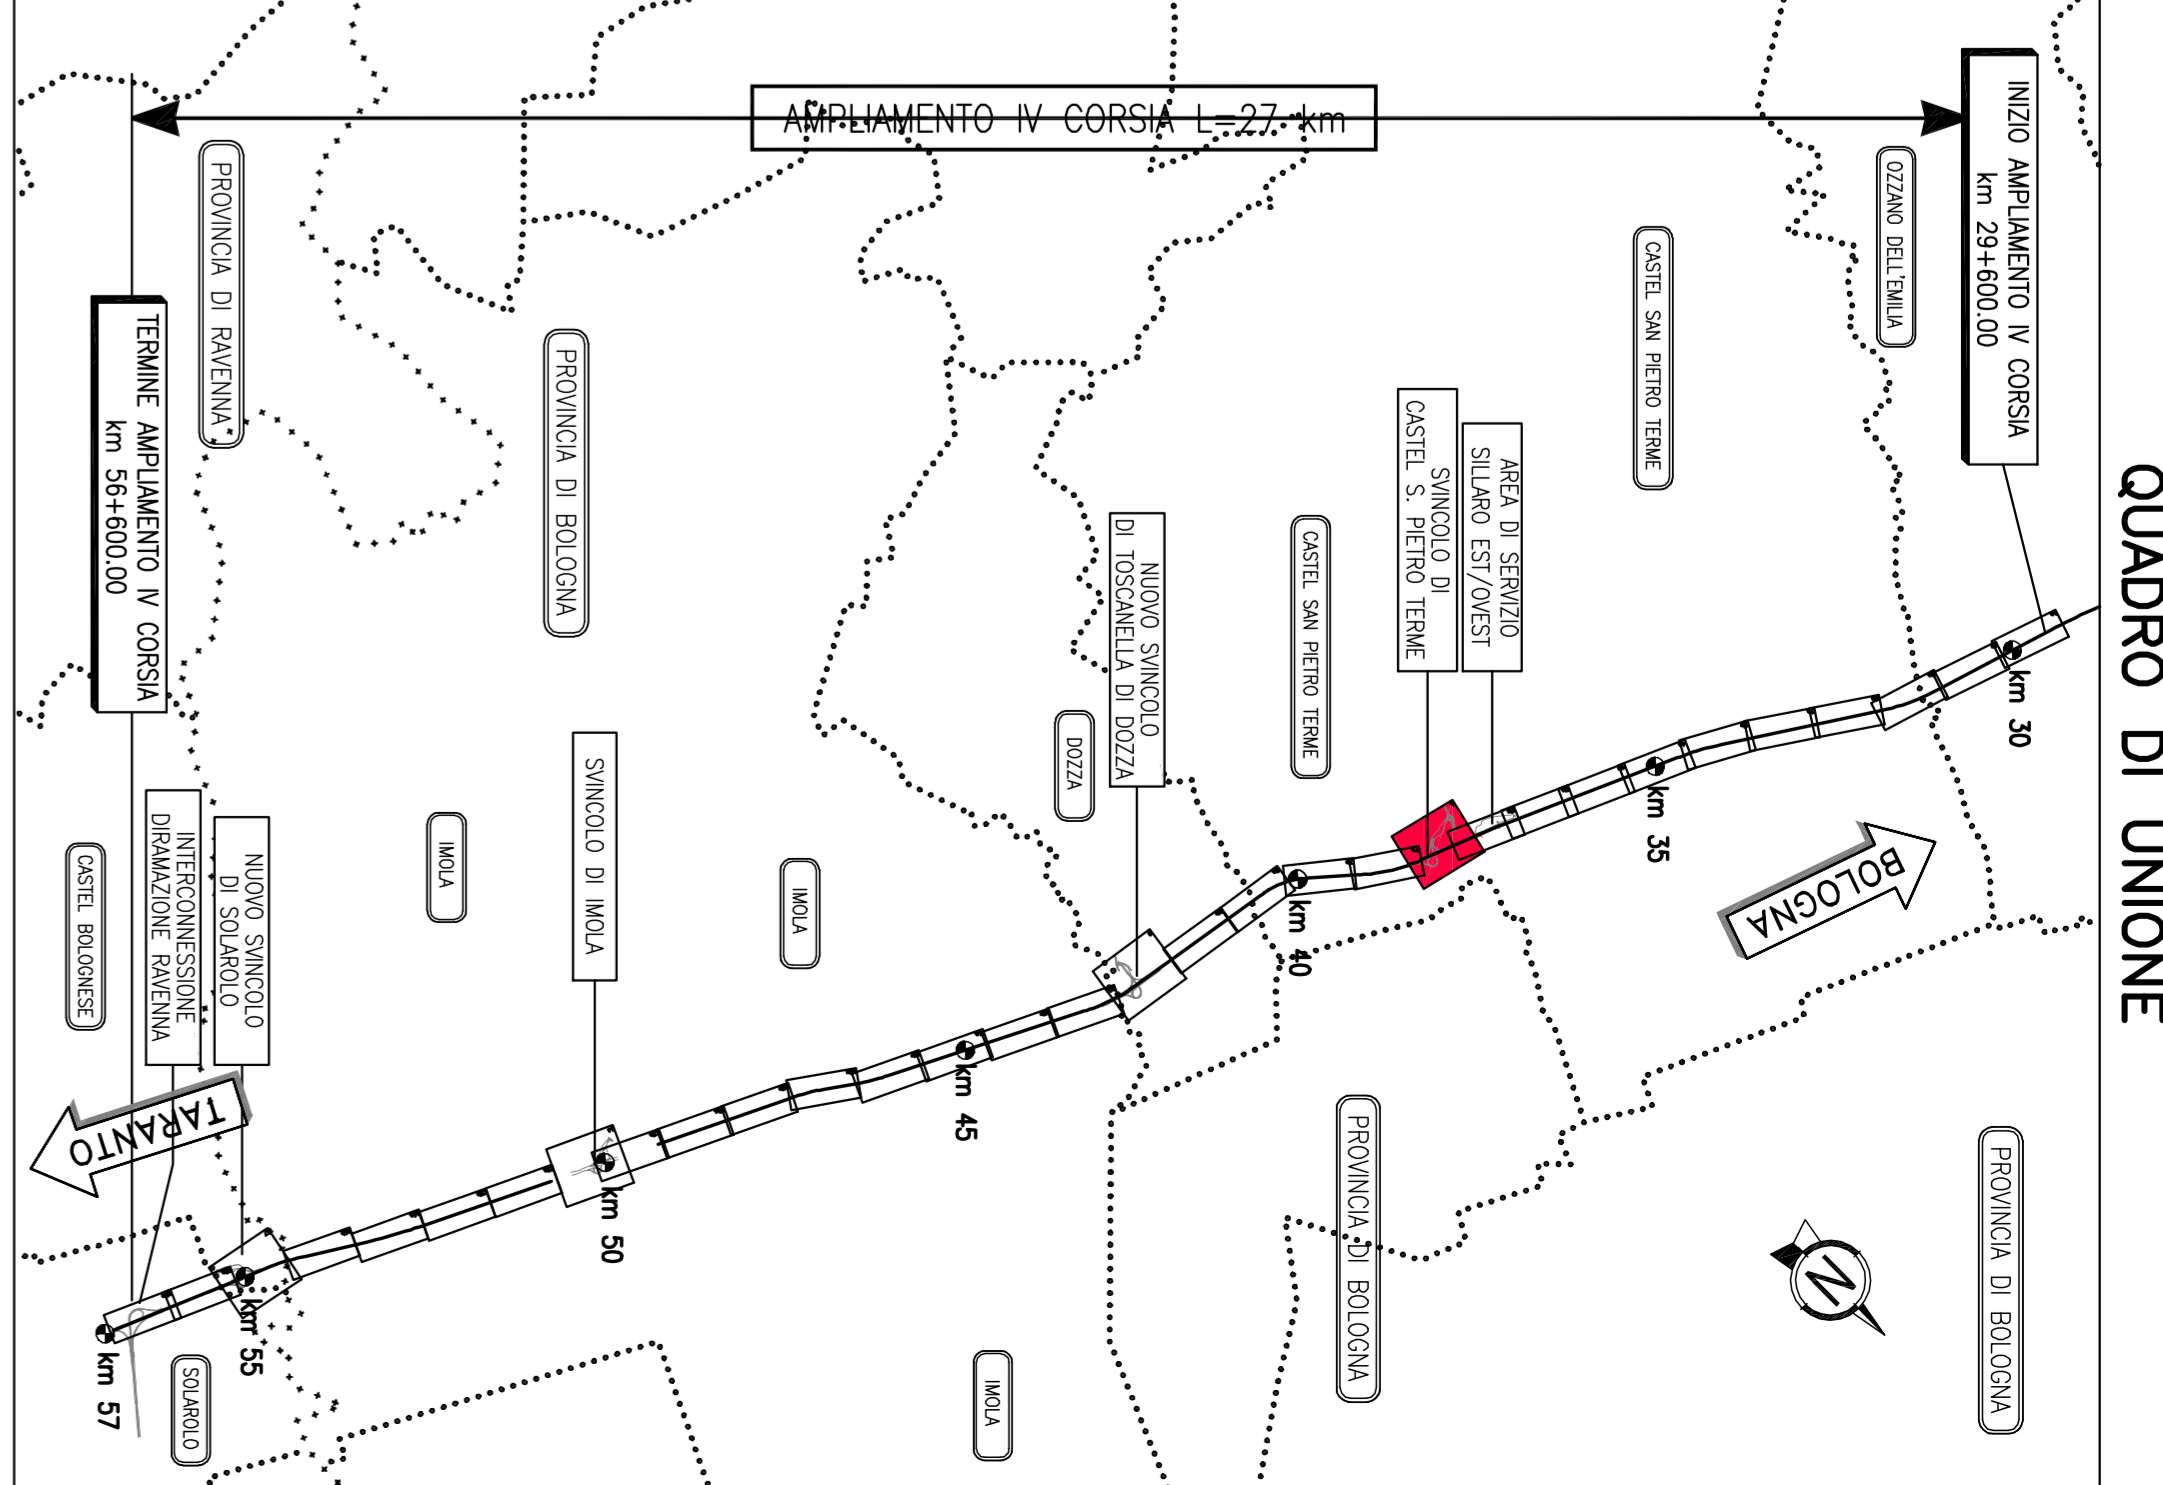 QUADRO DI UNIONE
INIZIO AMPLIAMENTO IV CORSIA
km 29+600.00
AMPLIAMENTO IV CORSIA L=27 km
TERMINE AMPLIAMENTO IV CORSIA
km 56+600.00
OZZANO DELL'EMILIA
CASTEL SAN PIETRO TERME
AREA DI SERVIZIO
SILLARO EST/OVEST
SVINCOLO DI
CASTEL S. PIETRO TERME
CASTEL SAN PIETRO TERME
NUOVO SVINCOLO
DI TOSCANELLA DI DOZZA
DOZZA
PROVINCIA DI BOLOGNA
PROVINCIA DI RAVENNA
SVINCOLO DI IMOLA
IMOLA
IMOLA
NUOVO SVINCOLO
DI SOLAROLO
INTERCONNESSIONE
DIRAMAZIONE RAVENNA
CASTEL BOLOGNESE
km 30
km 35
km 40
km 45
km 50
km 55
km 57
BOLOGNA
TARANTO
PROVINCIA DI BOLOGNA
PROVINCIA DI BOLOGNA
IMOLA
SOLAROLO
N